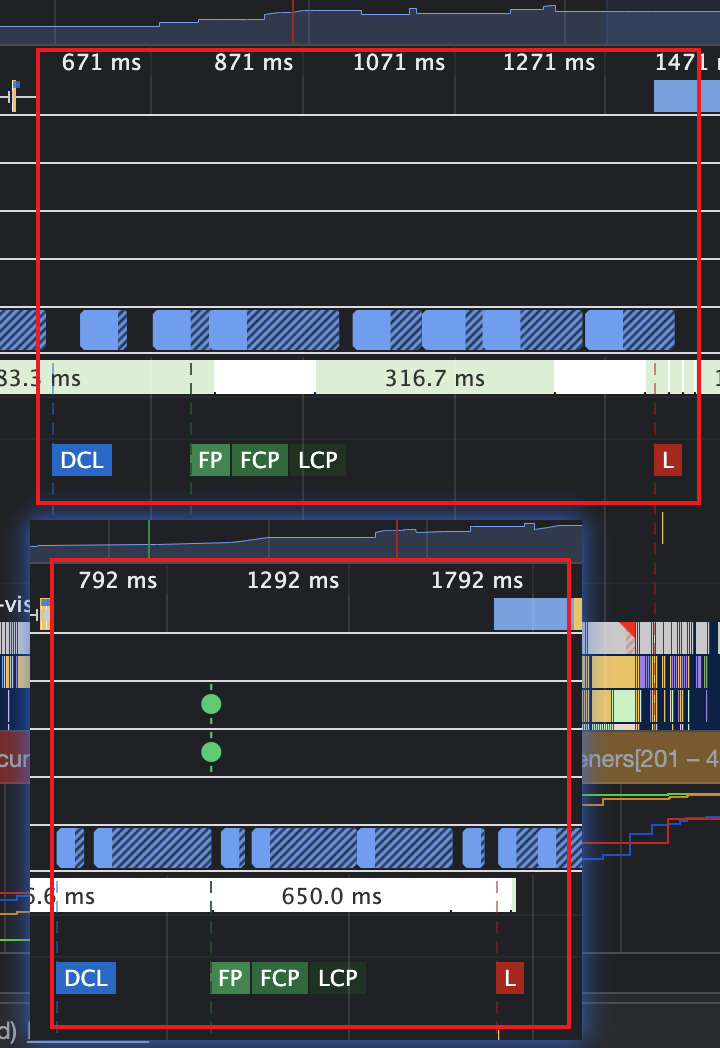 671 ms 871 ms 1071 ms 1271 ms 1471
83.3 ms 316.7 ms 1
DCL FP FCP LCP L
-vis
792 ms 1292 ms 1792 ms
cur
eners[201 – 4
6.6 ms 650.0 ms
DCL FP FCP LCP L
d)